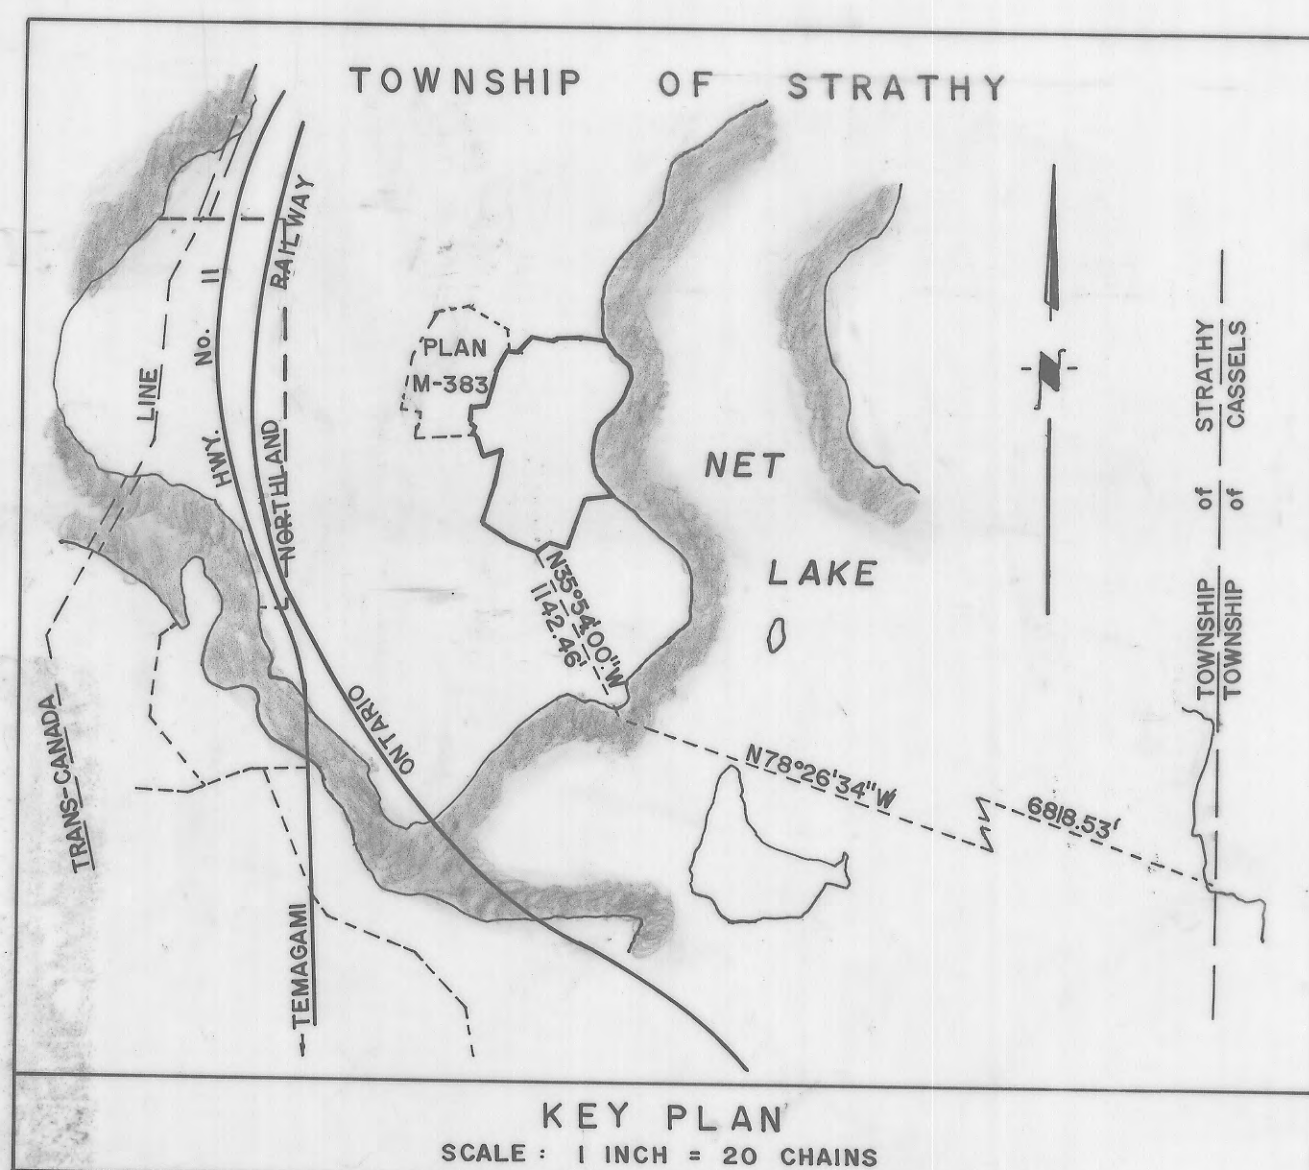 TOWNSHIP OF STRATHY
RAILWAY
NORTHLAND
ONTARIO
HWY. No. 11
LINE
TRANS-CANADA
PLAN
M-383
NET
LAKE
N35°54'00"W
1142.46'
N78°26'34"W
6818.53'
TOWNSHIP of STRATHY
TOWNSHIP of CASSELS
TEMAGAMI
KEY PLAN
SCALE : 1 INCH = 20 CHAINS